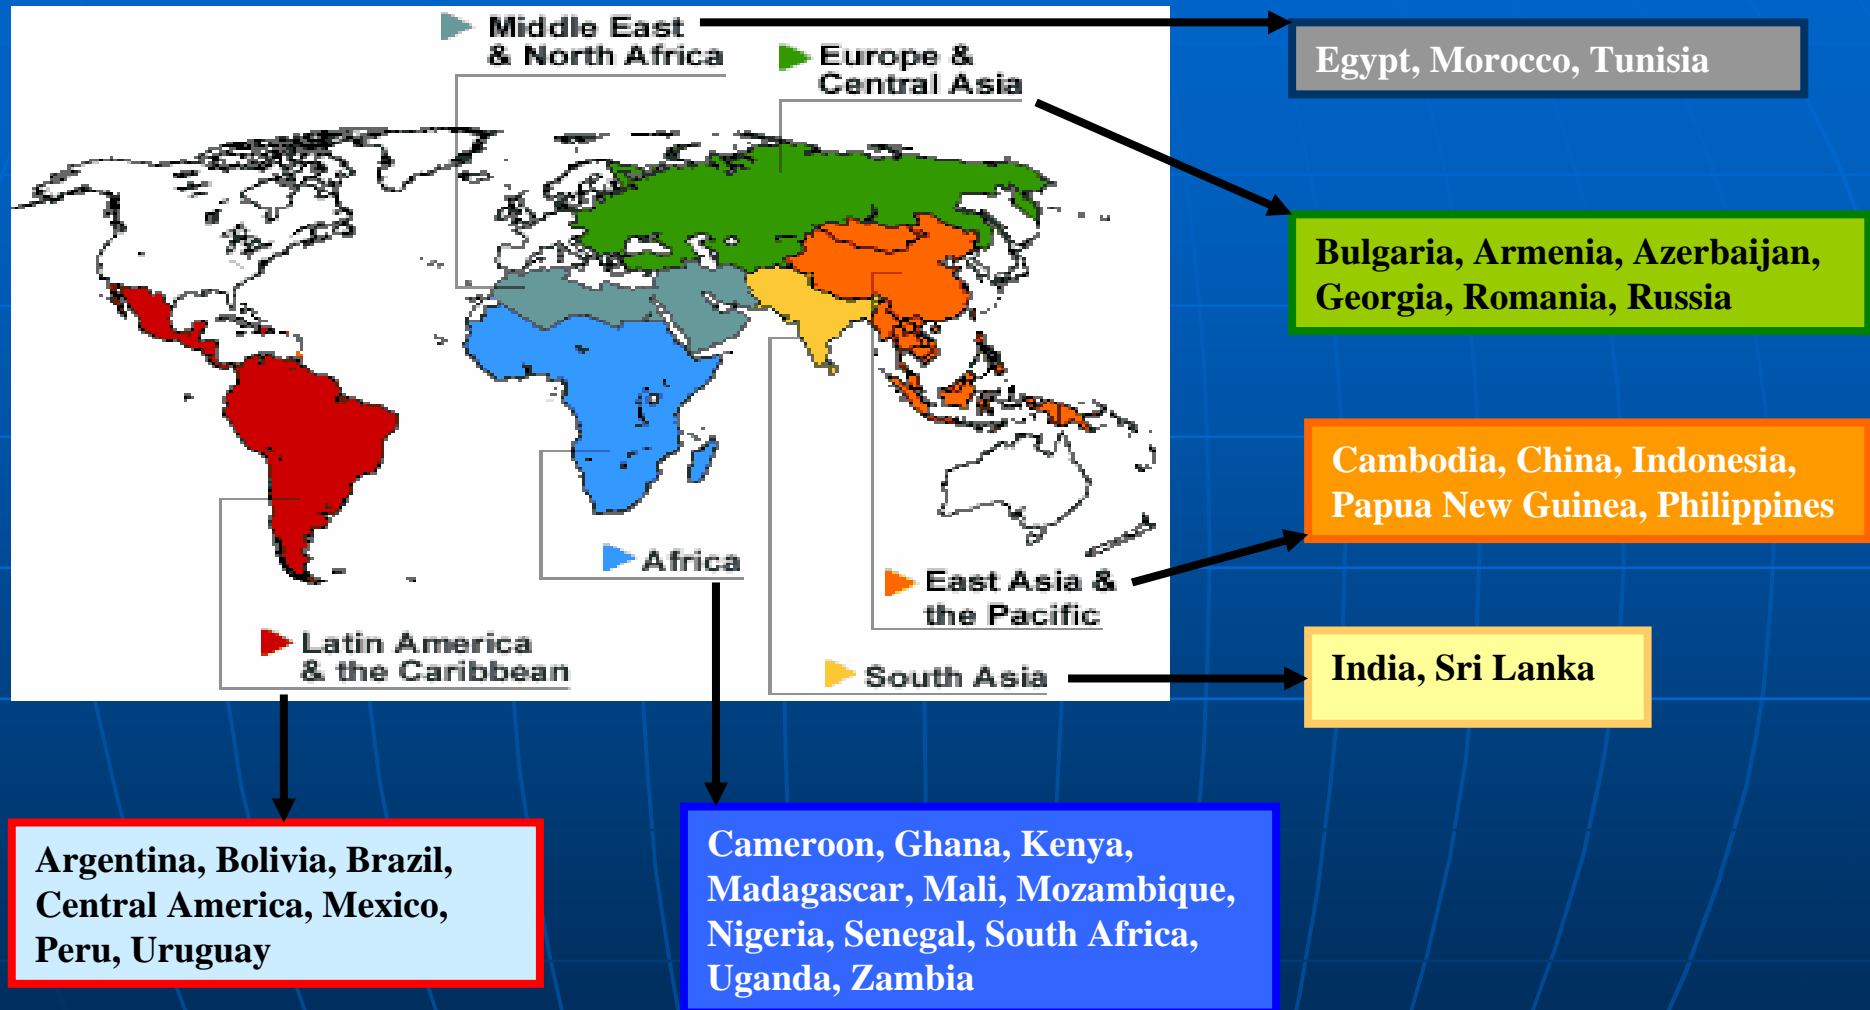 Middle East
& North Africa
Europe &
Central Asia
Egypt, Morocco, Tunisia
Bulgaria, Armenia, Azerbaijan,
Georgia, Romania, Russia
Cambodia, China, Indonesia,
Papua New Guinea, Philippines
Africa
East Asia &
the Pacific
Latin America
& the Caribbean
South Asia
India, Sri Lanka
Argentina, Bolivia, Brazil,
Central America, Mexico,
Peru, Uruguay
Cameroon, Ghana, Kenya,
Madagascar, Mali, Mozambique,
Nigeria, Senegal, South Africa,
Uganda, Zambia